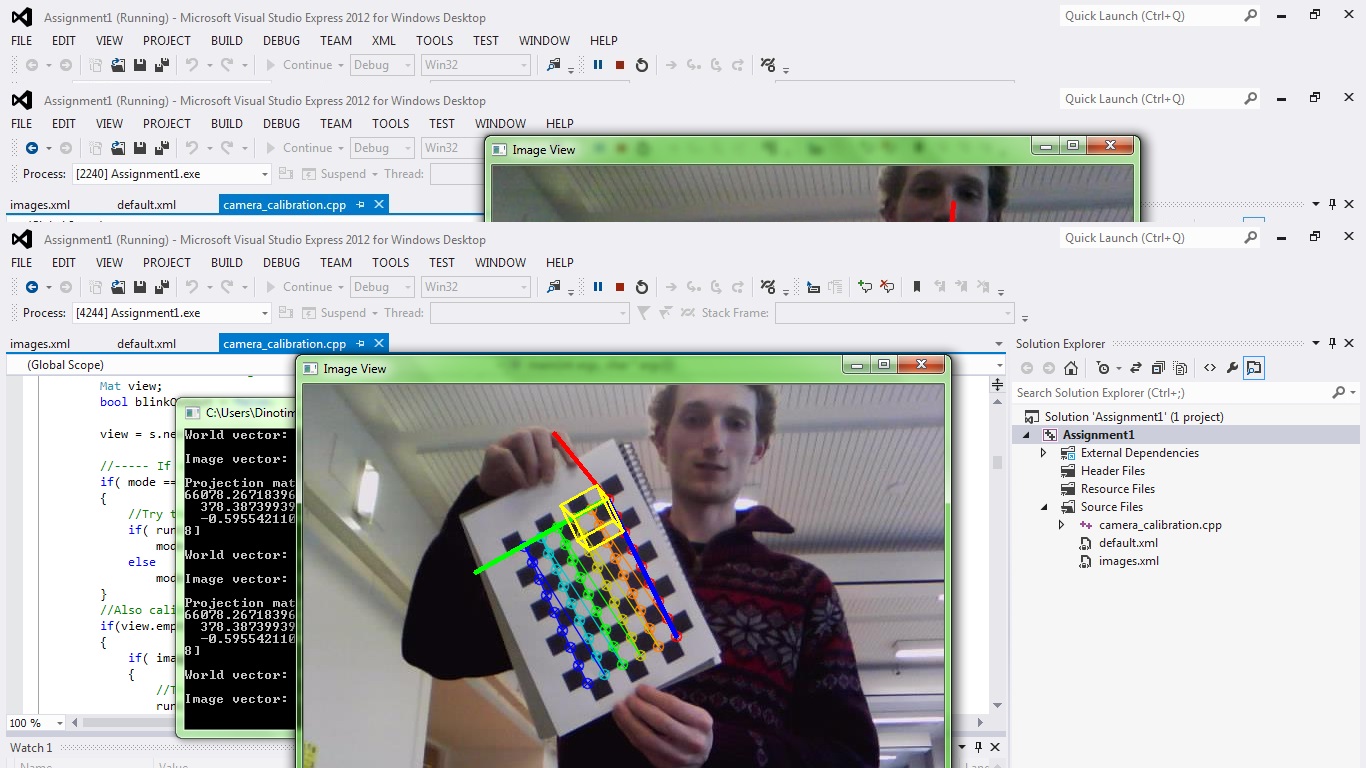 Assignment1 (Running) - Microsoft Visual Studio Express 2012 for Windows Desktop
Quick Launch (Ctrl+Q)
FILE EDIT VIEW PROJECT BUILD DEBUG TEAM XML TOOLS TEST WINDOW HELP
Continue Debug Win32
Assignment1 (Running) - Microsoft Visual Studio Express 2012 for Windows Desktop
Quick Launch (Ctrl+Q)
FILE EDIT VIEW PROJECT BUILD DEBUG TEAM TOOLS TEST WINDOW HELP
Continue Debug Win32
Image View
Process: [2240] Assignment1.exe Suspend Thread:
images.xml default.xml camera_calibration.cpp
Assignment1 (Running) - Microsoft Visual Studio Express 2012 for Windows Desktop
Quick Launch (Ctrl+Q)
FILE EDIT VIEW PROJECT BUILD DEBUG TEAM TOOLS TEST WINDOW HELP
Continue Debug Win32
Process: [4244] Assignment1.exe Suspend Thread: Stack Frame:
images.xml default.xml camera_calibration.cpp
(Global Scope)
Mat view;
bool blink
view = s.ne
//----- If
if( mode ==
{
//Try t
if( run
mod
else
mod
}
//Also cali
if(view.emp
{
if( ima
{
//T
run
100 %
Watch 1
Name Value
C:\Users\Dinotim
World vector:
Image vector:
Projection mat
66078.26718396
378.38739939
-0.595542110
8]
World vector:
Image vector:
Projection mat
66078.26718396
378.38739939
-0.595542110
8]
World vector:
Image vector:
Image View
Solution Explorer
Search Solution Explorer (Ctrl+;)
Solution 'Assignment1' (1 project)
Assignment1
External Dependencies
Header Files
Resource Files
Source Files
camera_calibration.cpp
default.xml
images.xml